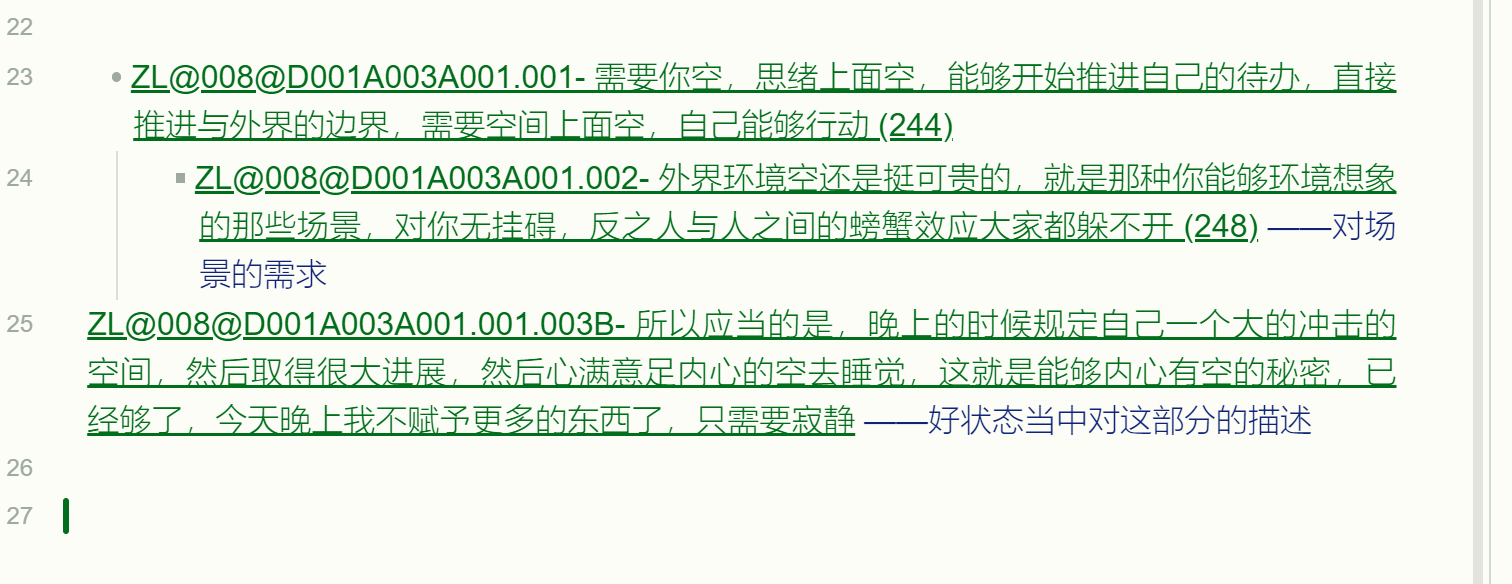 22
23 • ZL@008@D001A003A001.001- 需要你空，思绪上面空，能够开始推进自己的待办，直接
推进与外界的边界，需要空间上面空，自己能够行动 (244)
24 ▪ ZL@008@D001A003A001.002- 外界环境空还是挺可贵的，就是那种你能够环境想象
的那些场景，对你无挂碍，反之人与人之间的螃蟹效应大家都躲不开 (248) ——对场
景的需求
25 ZL@008@D001A003A001.001.003B- 所以应当的是，晚上的时候规定自己一个大的冲击的
空间，然后取得很大进展，然后心满意足内心的空去睡觉，这就是能够内心有空的秘密，已
经够了，今天晚上我不赋予更多的东西了，只需要寂静 ——好状态当中对这部分的描述
26
27